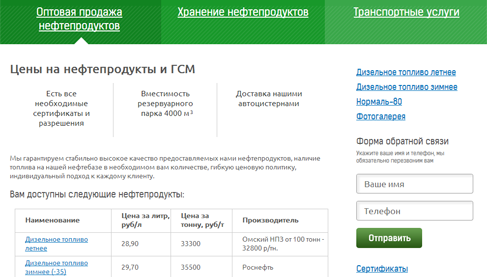 Оптовая продажа
нефтепродуктов
Хранение нефтепродуктов
Транспортные услуги
Цены на нефтепродукты и ГСМ
Есть все
необходимые
сертификаты и
разрешения
Вместимость
резервуарного
парка 4000 м³
Доставка нашими
автоцистернами
Мы гарантируем стабильно высокое качество предоставляемых нами нефтепродуктов, наличие
топлива на нашей нефтебазе в необходимом вам количестве, гибкую ценовую политику,
индивидуальный подход к каждому клиенту.
Вам доступны следующие нефтепродукты:
Наименование
Цена за литр,
руб/л
Цена за
тонну, руб/т
Производитель
Дизельное топливо
летнее
28,90
33300
Омский НПЗ от 100 тонн -
32800 р/тн.
Дизельное топливо
зимнее (-35)
29,70
35500
Роснефть
Дизельное топливо летнее
Дизельное топливо зимнее
Нормаль-80
Фотогалерея
Форма обратной связи
Укажите ваше имя и телефон, мы
обязательно перезвоним вам
Ваше имя
Телефон
Отправить
Сертификаты